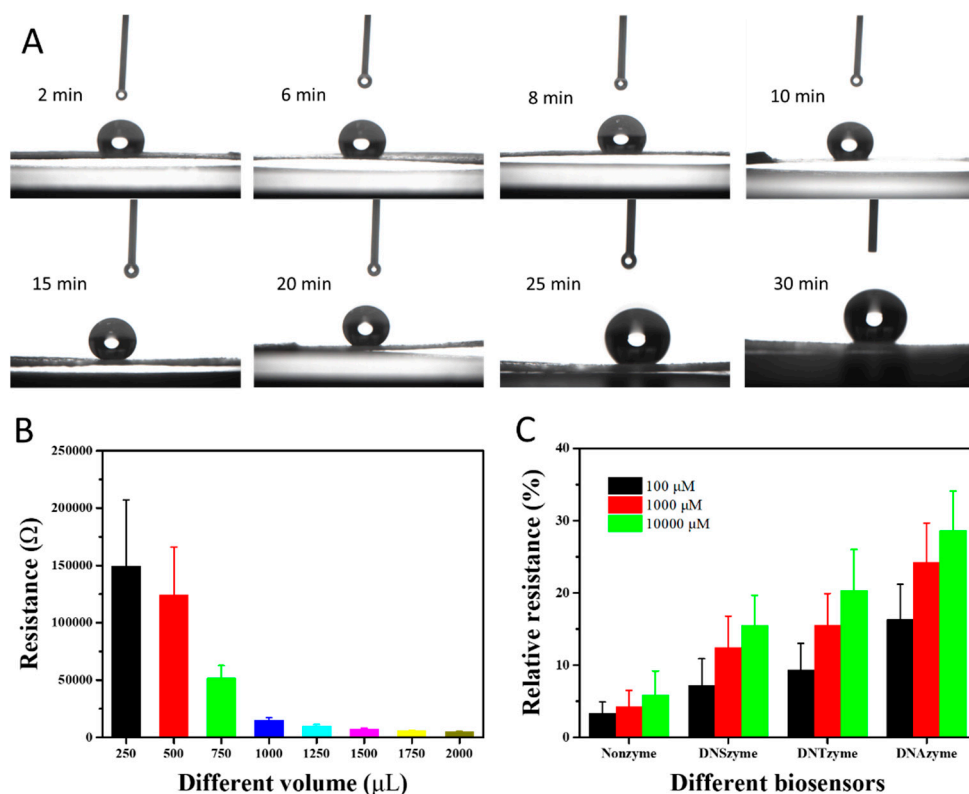 A
2 min
6 min
8 min
10 min
15 min
20 min
25 min
30 min
B
250000
200000
150000
100000
50000
0
Resistance (Ω)
250 500 750 1000 1250 1500 1750 2000
Different volume (μL)
C
40
30
20
10
0
Relative resistance (%)
100 μM
1000 μM
10000 μM
Nonzyme DNSzyme DNTzyme DNAzyme
Different biosensors